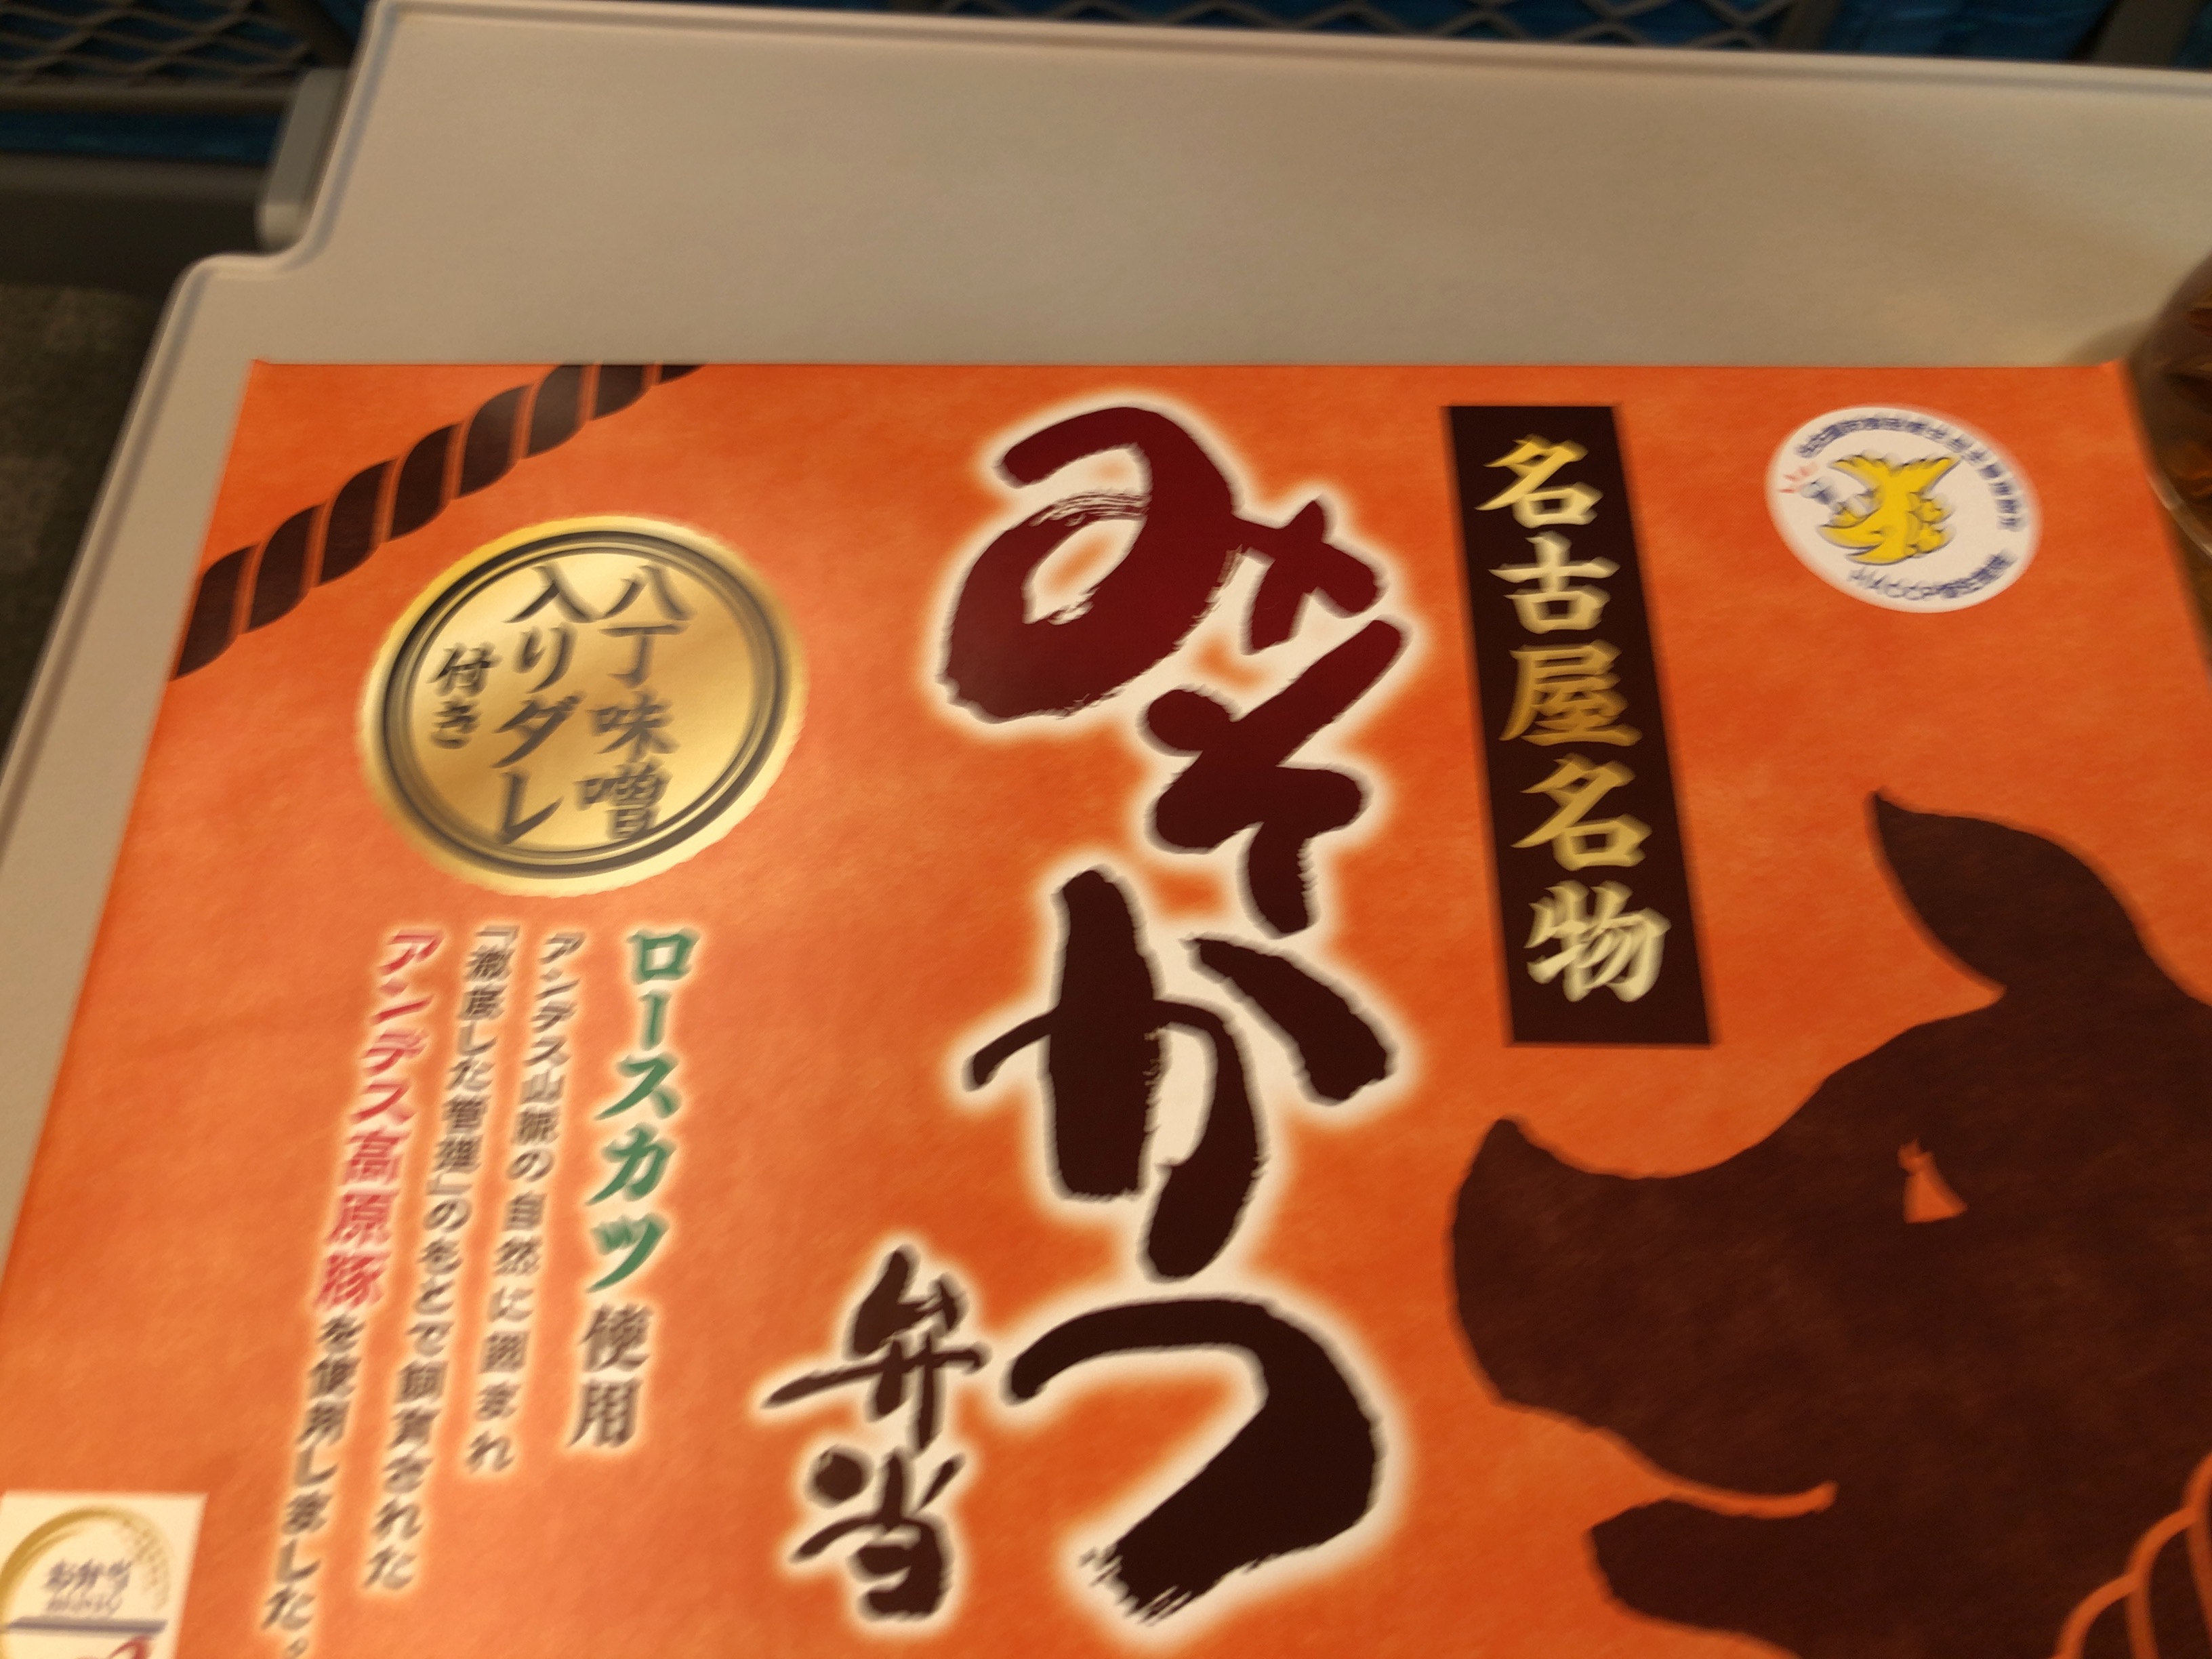 名古屋名物
みそかつ
弁当
八丁味噌
入りダレ
付き
ロースカツ使用
アンデス山脈の自然に囲まれ
「徹底した管理」のもとで飼育された
アンデス高原豚を使用しました。
お弁当